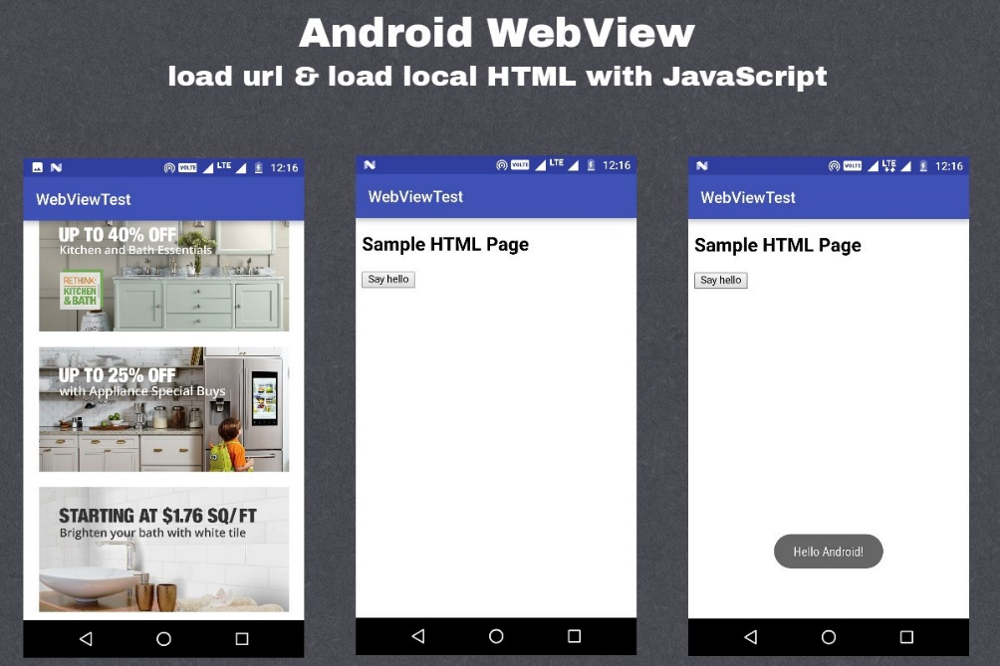 Android WebView
load url & load local HTML with JavaScript
LTE 12:16
WebViewTest
UP TO 40% OFF
Kitchen and Bath Essentials
RETHINK:
KITCHEN
& BATH
UP TO 25% OFF
with Appliance Special Buys
STARTING AT $1.76 SQ/FT
Brighten your bath with white tile
VOLTE LTE 12:16
WebViewTest
Sample HTML Page
Say hello
VOLTE LTE 12:16
WebViewTest
Sample HTML Page
Say hello
Hello Android!